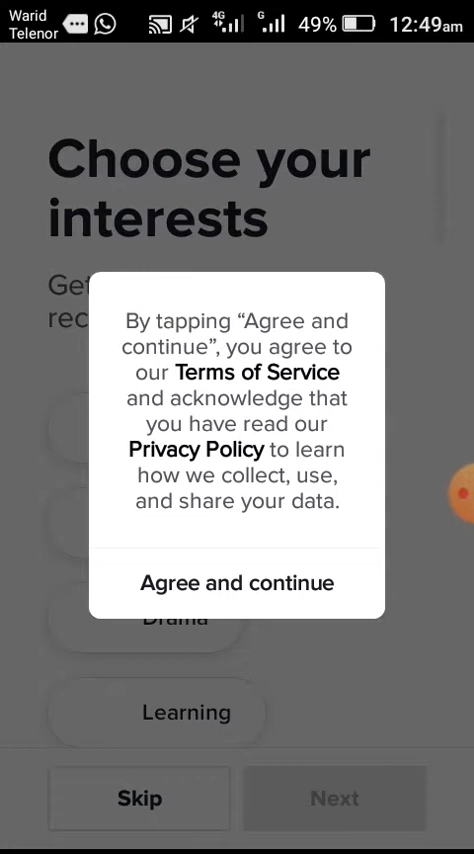 Warid
Telenor
4G
G
49%
12:49am
Choose your
interests
Get
rec
By tapping “Agree and
continue”, you agree to
our Terms of Service
and acknowledge that
you have read our
Privacy Policy to learn
how we collect, use,
and share your data.
Agree and continue
Drama
Learning
Skip
Next